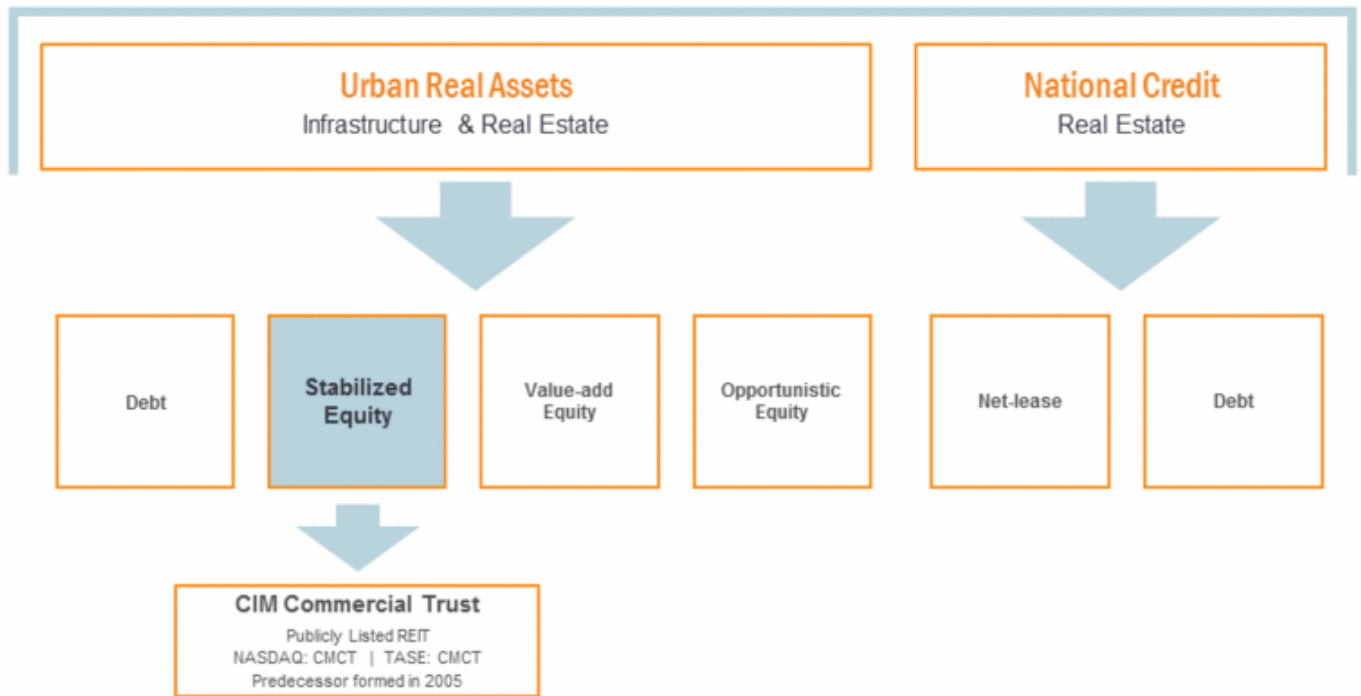 Urban Real Assets
Infrastructure & Real Estate
National Credit
Real Estate
Debt
Stabilized
Equity
Value-add
Equity
Opportunistic
Equity
Net-lease
Debt
CIM Commercial Trust
Publicly Listed REIT
NASDAQ: CMCT | TASE: CMCT
Predecessor formed in 2005